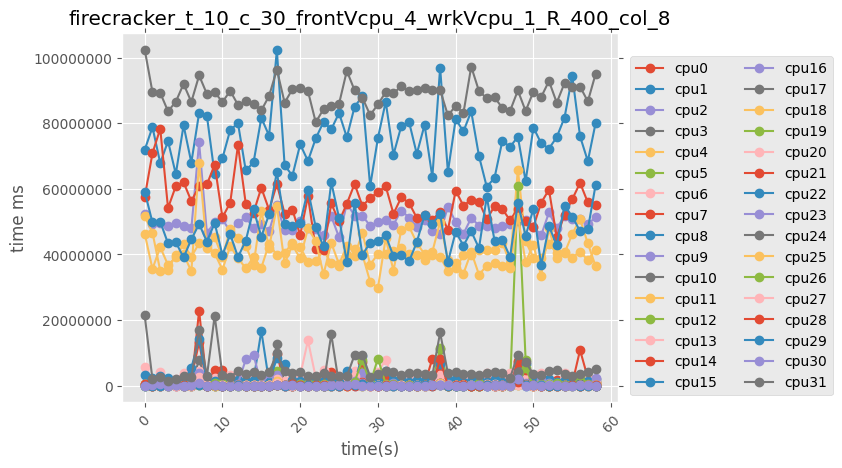 firecracker_t_10_c_30_frontVcpu_4_wrkVcpu_1_R_400_col_8
100000000
80000000
60000000
40000000
20000000
0
time ms
0
10
20
30
40
50
60
time(s)
cpu0
cpu1
cpu2
cpu3
cpu4
cpu5
cpu6
cpu7
cpu8
cpu9
cpu10
cpu11
cpu12
cpu13
cpu14
cpu15
cpu16
cpu17
cpu18
cpu19
cpu20
cpu21
cpu22
cpu23
cpu24
cpu25
cpu26
cpu27
cpu28
cpu29
cpu30
cpu31